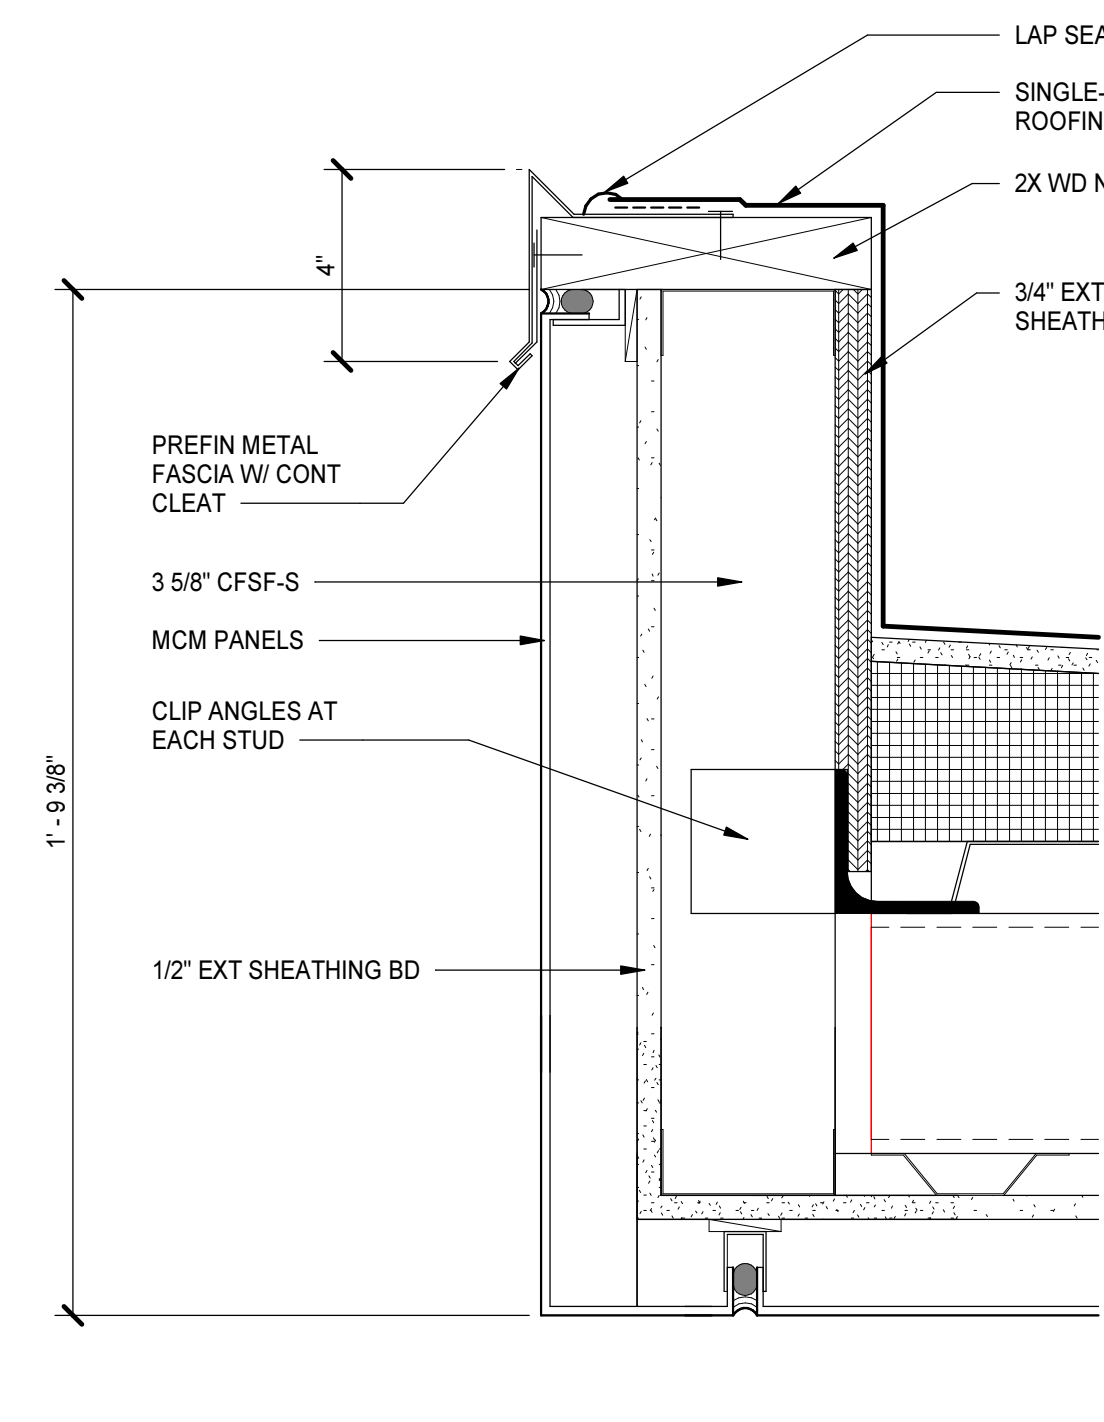 LAP SEA
SINGLE-
ROOFIN
2X WD N
4"
3/4" EXT
SHEATH
PREFIN METAL
FASCIA W/ CONT
CLEAT
3 5/8" CFSF-S
MCM PANELS
CLIP ANGLES AT
EACH STUD
1' - 9 3/8"
1/2" EXT SHEATHING BD